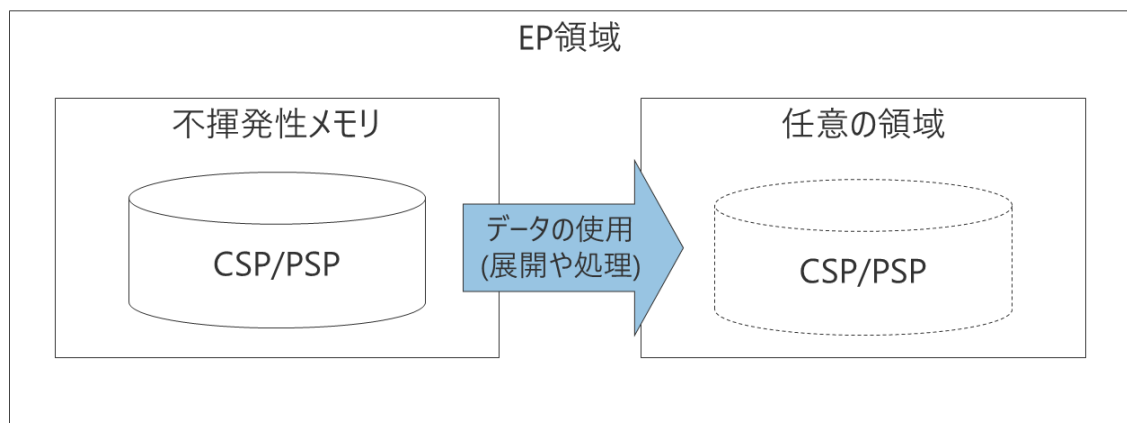 EP領域
不揮発性メモリ
任意の領域
CSP/PSP
データの使用
(展開や処理)
CSP/PSP